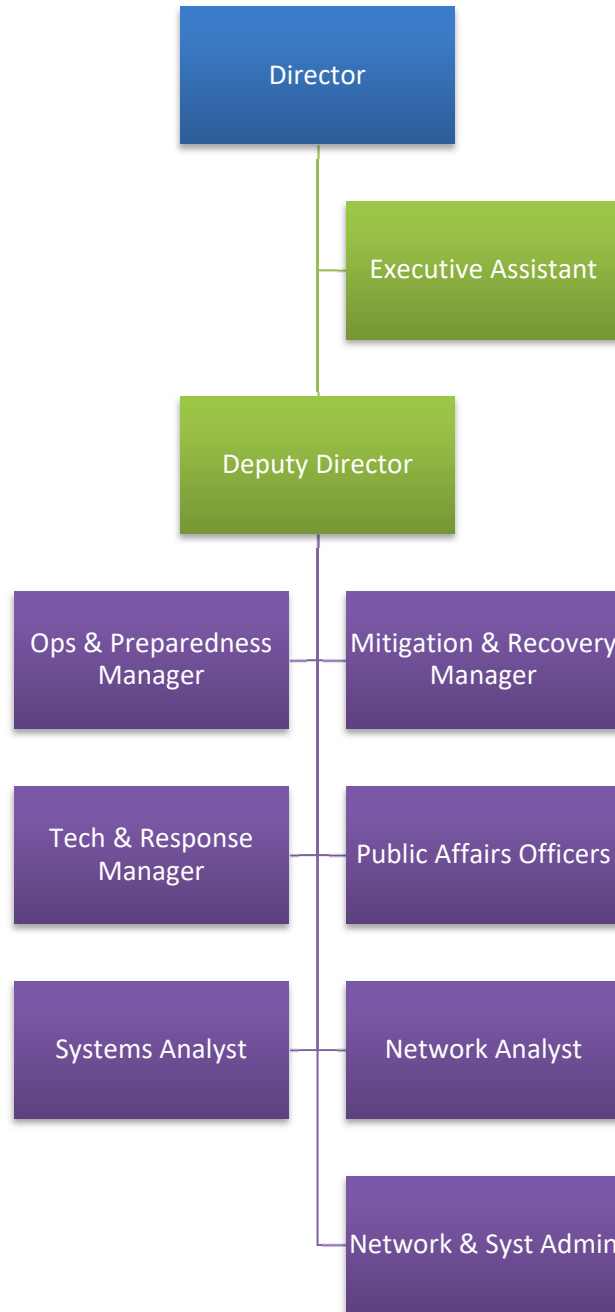 Director
Executive Assistant
Deputy Director
Ops & Preparedness
Manager
Mitigation & Recovery
Manager
Tech & Response
Manager
Public Affairs Officers
Systems Analyst
Network Analyst
Network & Syst Admin